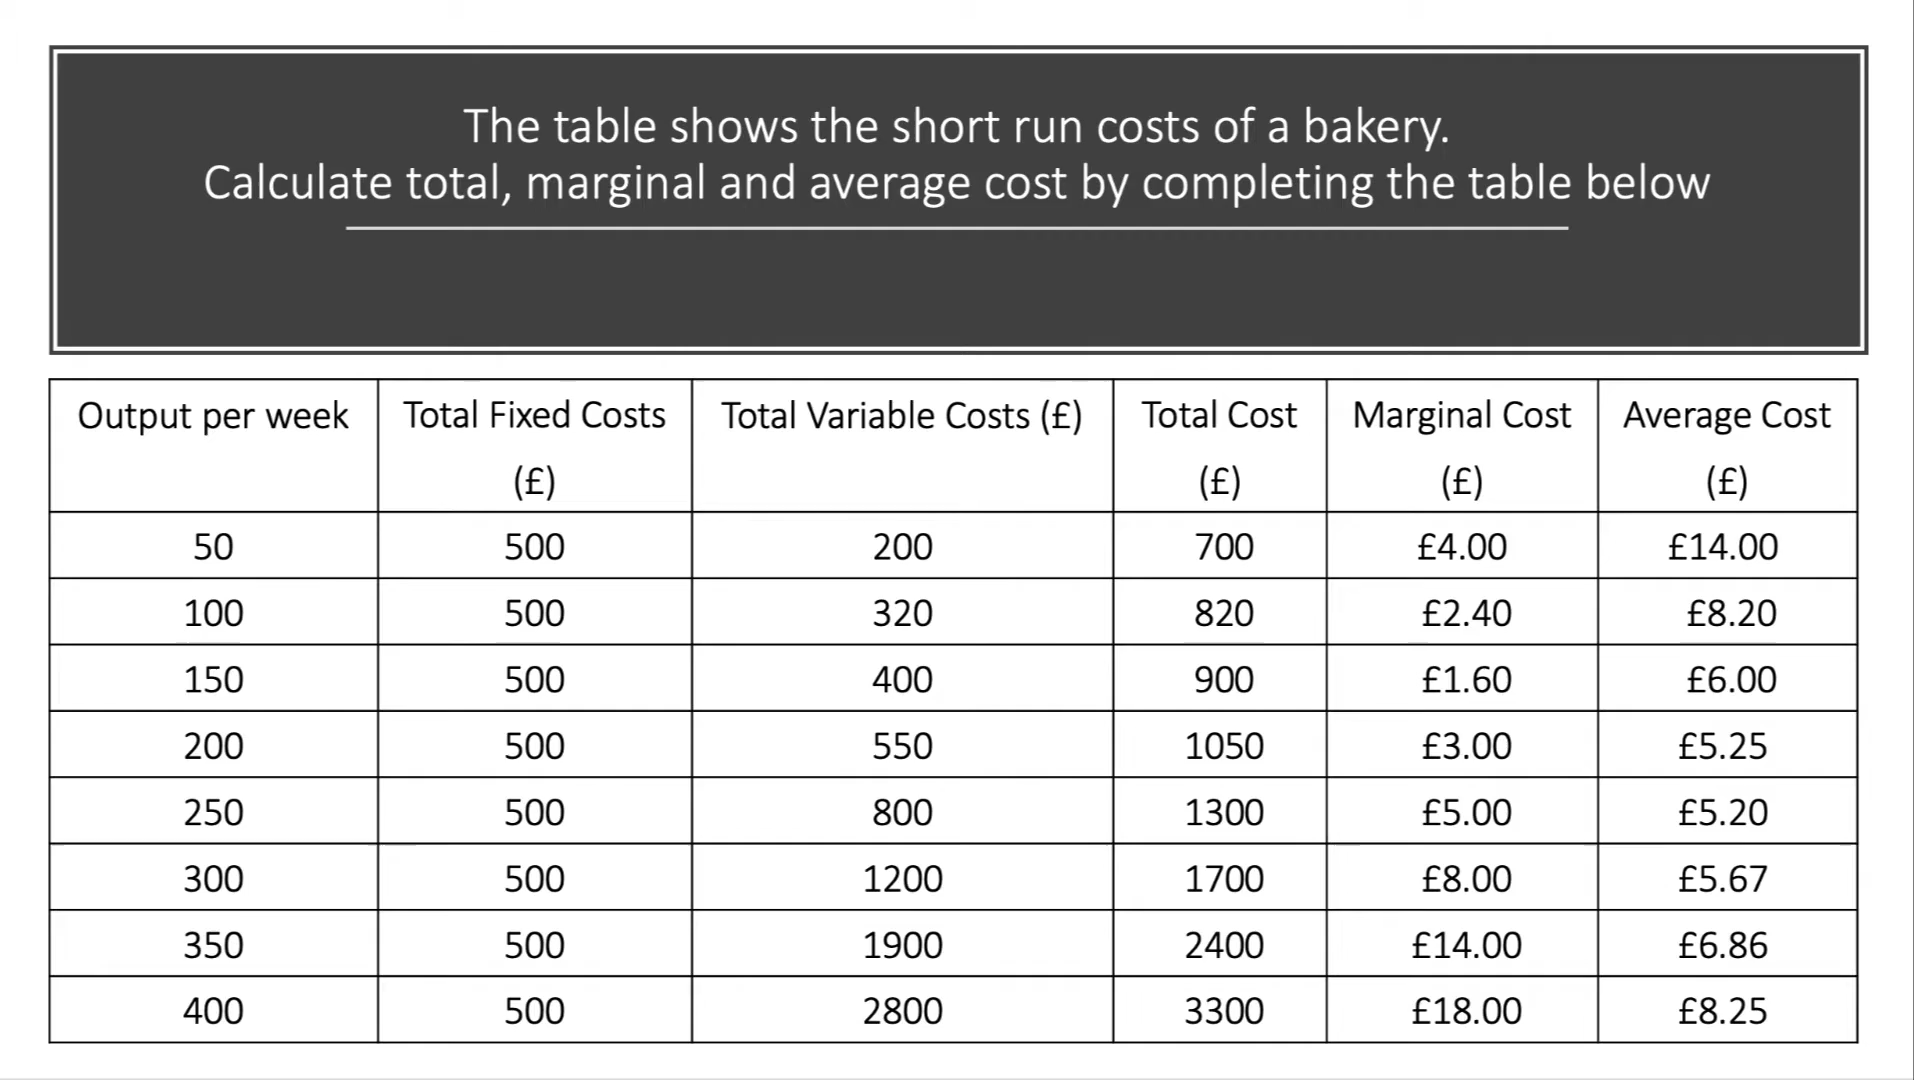 The table shows the short run costs of a bakery.
Calculate total, marginal and average cost by completing the table below
Output per week Total Fixed Costs (£) Total Variable Costs (£) Total Cost (£) Marginal Cost (£) Average Cost (£)
50 500 200 700 £4.00 £14.00
100 500 320 820 £2.40 £8.20
150 500 400 900 £1.60 £6.00
200 500 550 1050 £3.00 £5.25
250 500 800 1300 £5.00 £5.20
300 500 1200 1700 £8.00 £5.67
350 500 1900 2400 £14.00 £6.86
400 500 2800 3300 £18.00 £8.25